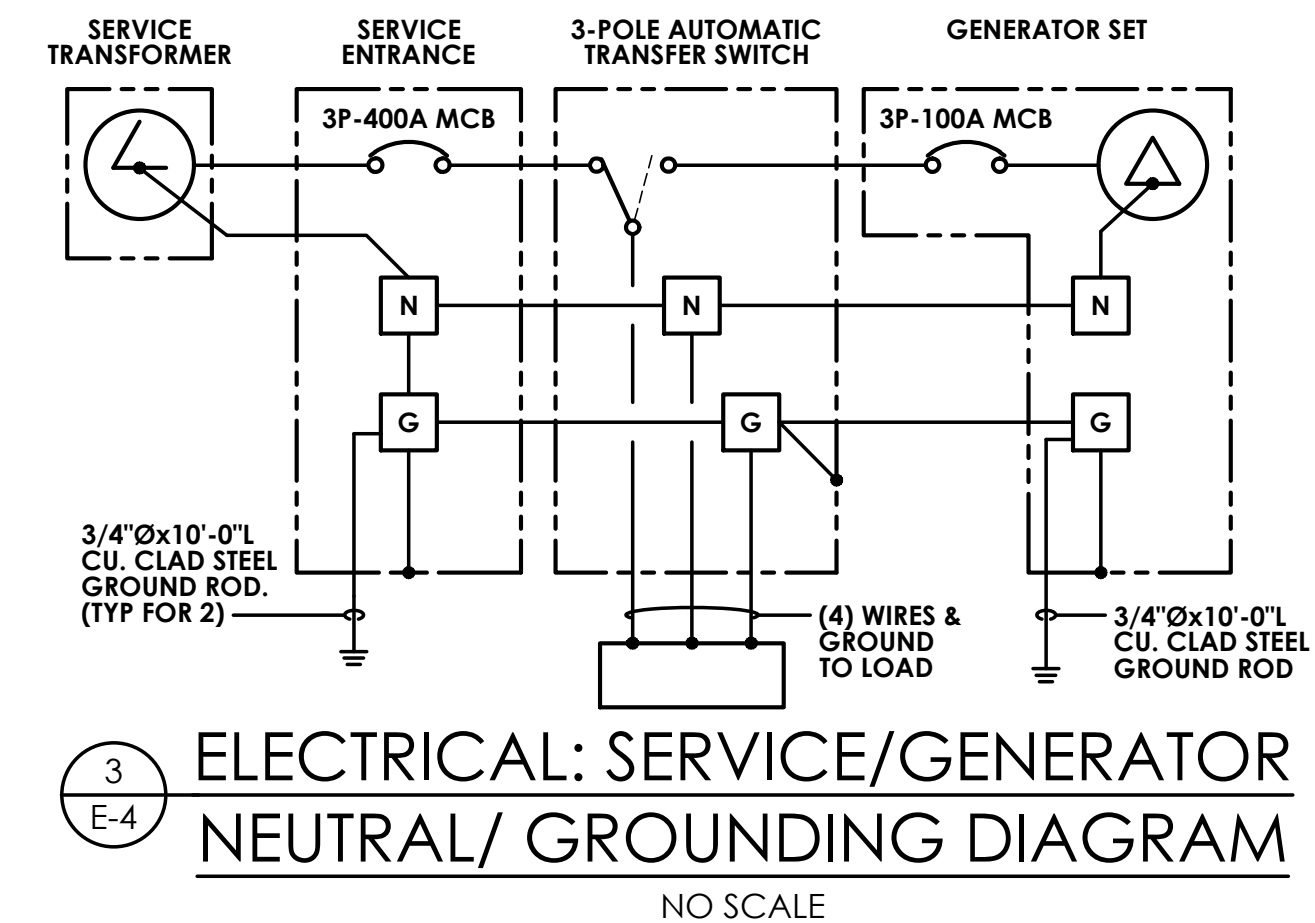 SERVICE
TRANSFORMER
SERVICE
ENTRANCE
3-POLE AUTOMATIC
TRANSFER SWITCH
GENERATOR SET
3P-400A MCB
3P-100A MCB
N
N
N
G
G
G
3/4"Øx10'-0"L
CU. CLAD STEEL
GROUND ROD.
(TYP FOR 2)
(4) WIRES &
GROUND
TO LOAD
3/4"Øx10'-0"L
CU. CLAD STEEL
GROUND ROD
3
E-4
ELECTRICAL: SERVICE/GENERATOR
NEUTRAL/ GROUNDING DIAGRAM
NO SCALE